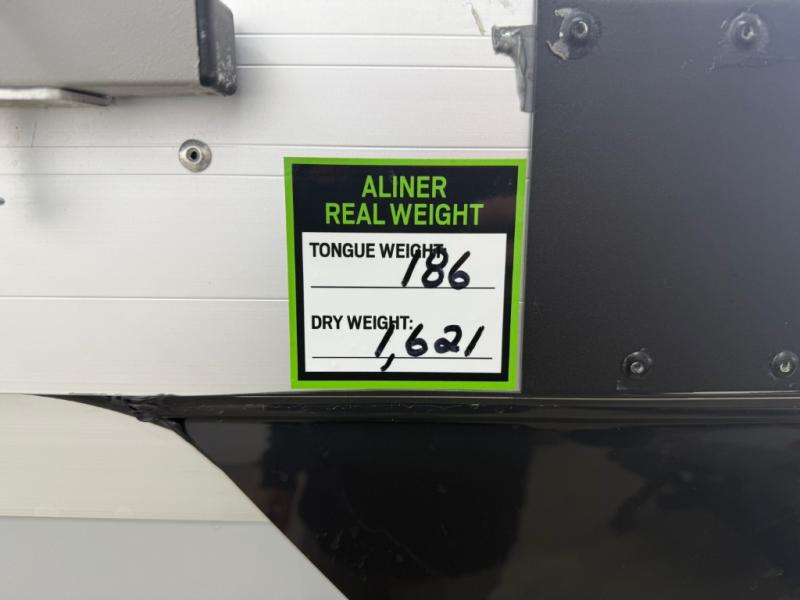 ALINER
REAL WEIGHT
TONGUE WEIGHT:
186
DRY WEIGHT:
1,621